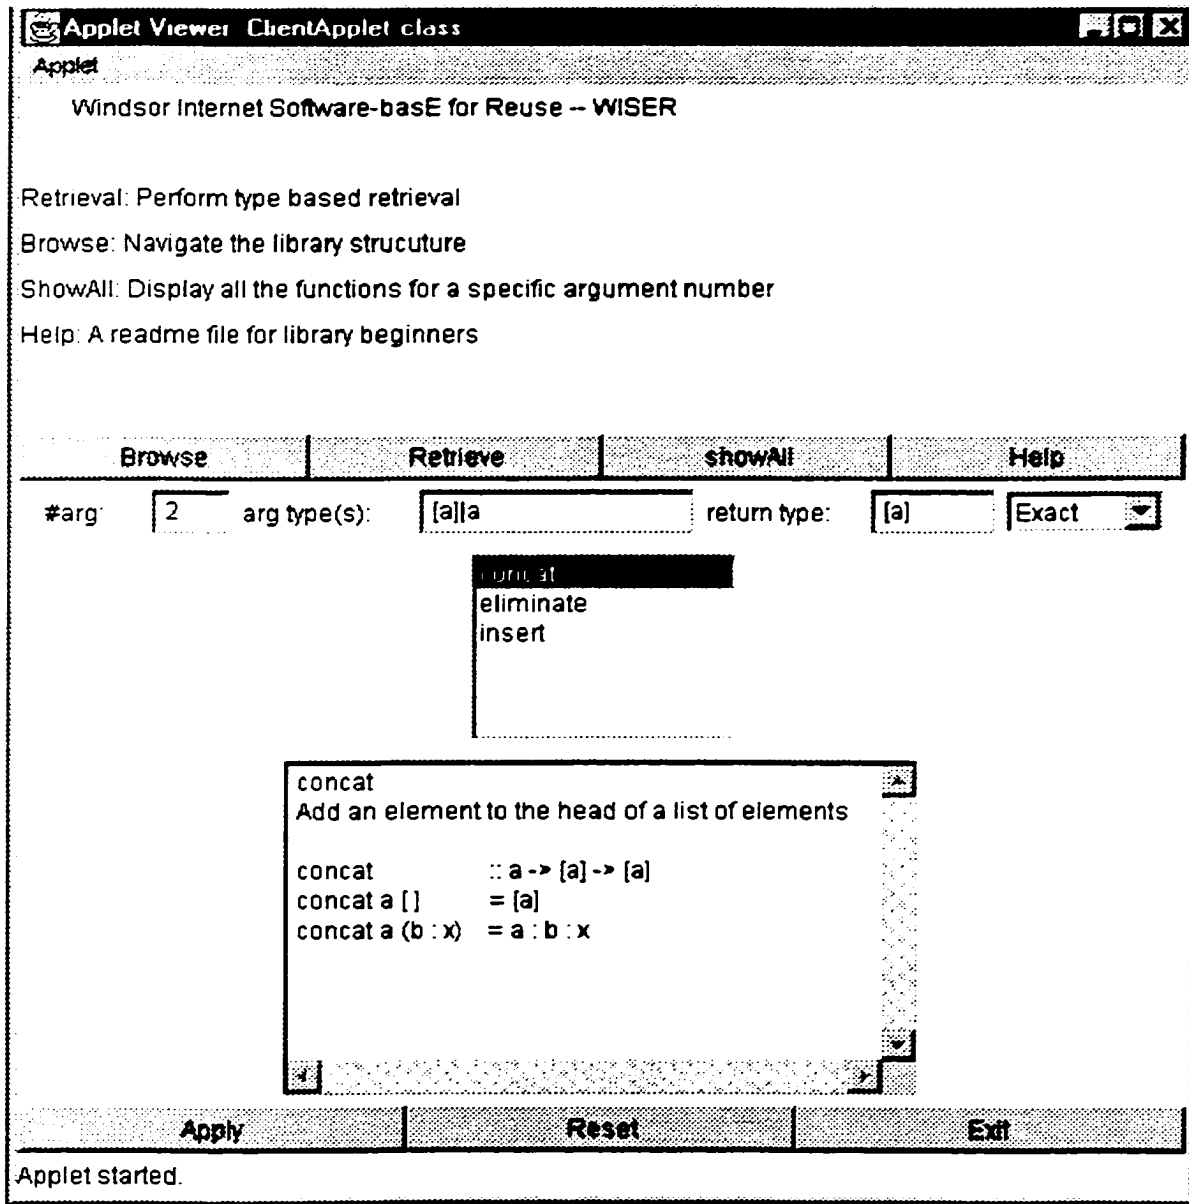 Applet Viewer ClientApplet class
Applet
Windsor Internet Software-basE for Reuse -- WISER
Retrieval: Perform type based retrieval
Browse: Navigate the library strucuture
ShowAll: Display all the functions for a specific argument number
Help: A readme file for library beginners
Browse Retrieve showAll Help
#arg: 2 arg type(s): [a]|a return type: [a] Exact
concat
eliminate
insert
concat
Add an element to the head of a list of elements
concat :: a -> [a] -> [a]
concat a [ ] = [a]
concat a (b : x) = a : b : x
Apply Reset Exit
Applet started.